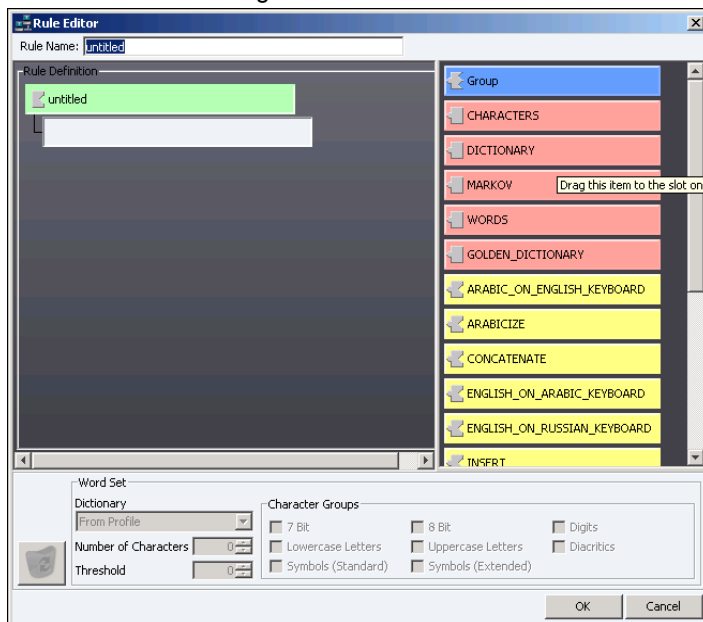 Rule Editor
Rule Name: untitled
Rule Definition
untitled
Group
CHARACTERS
DICTIONARY
MARKOV
Drag this item to the slot on
WORDS
GOLDEN_DICTIONARY
ARABIC_ON_ENGLISH_KEYBOARD
ARABICIZE
CONCATENATE
ENGLISH_ON_ARABIC_KEYBOARD
ENGLISH_ON_RUSSIAN_KEYBOARD
INSERT
Word Set
Dictionary
From Profile
Number of Characters 0
Threshold 0
Character Groups
7 Bit 8 Bit Digits
Lowercase Letters Uppercase Letters Diacritics
Symbols (Standard) Symbols (Extended)
OK Cancel